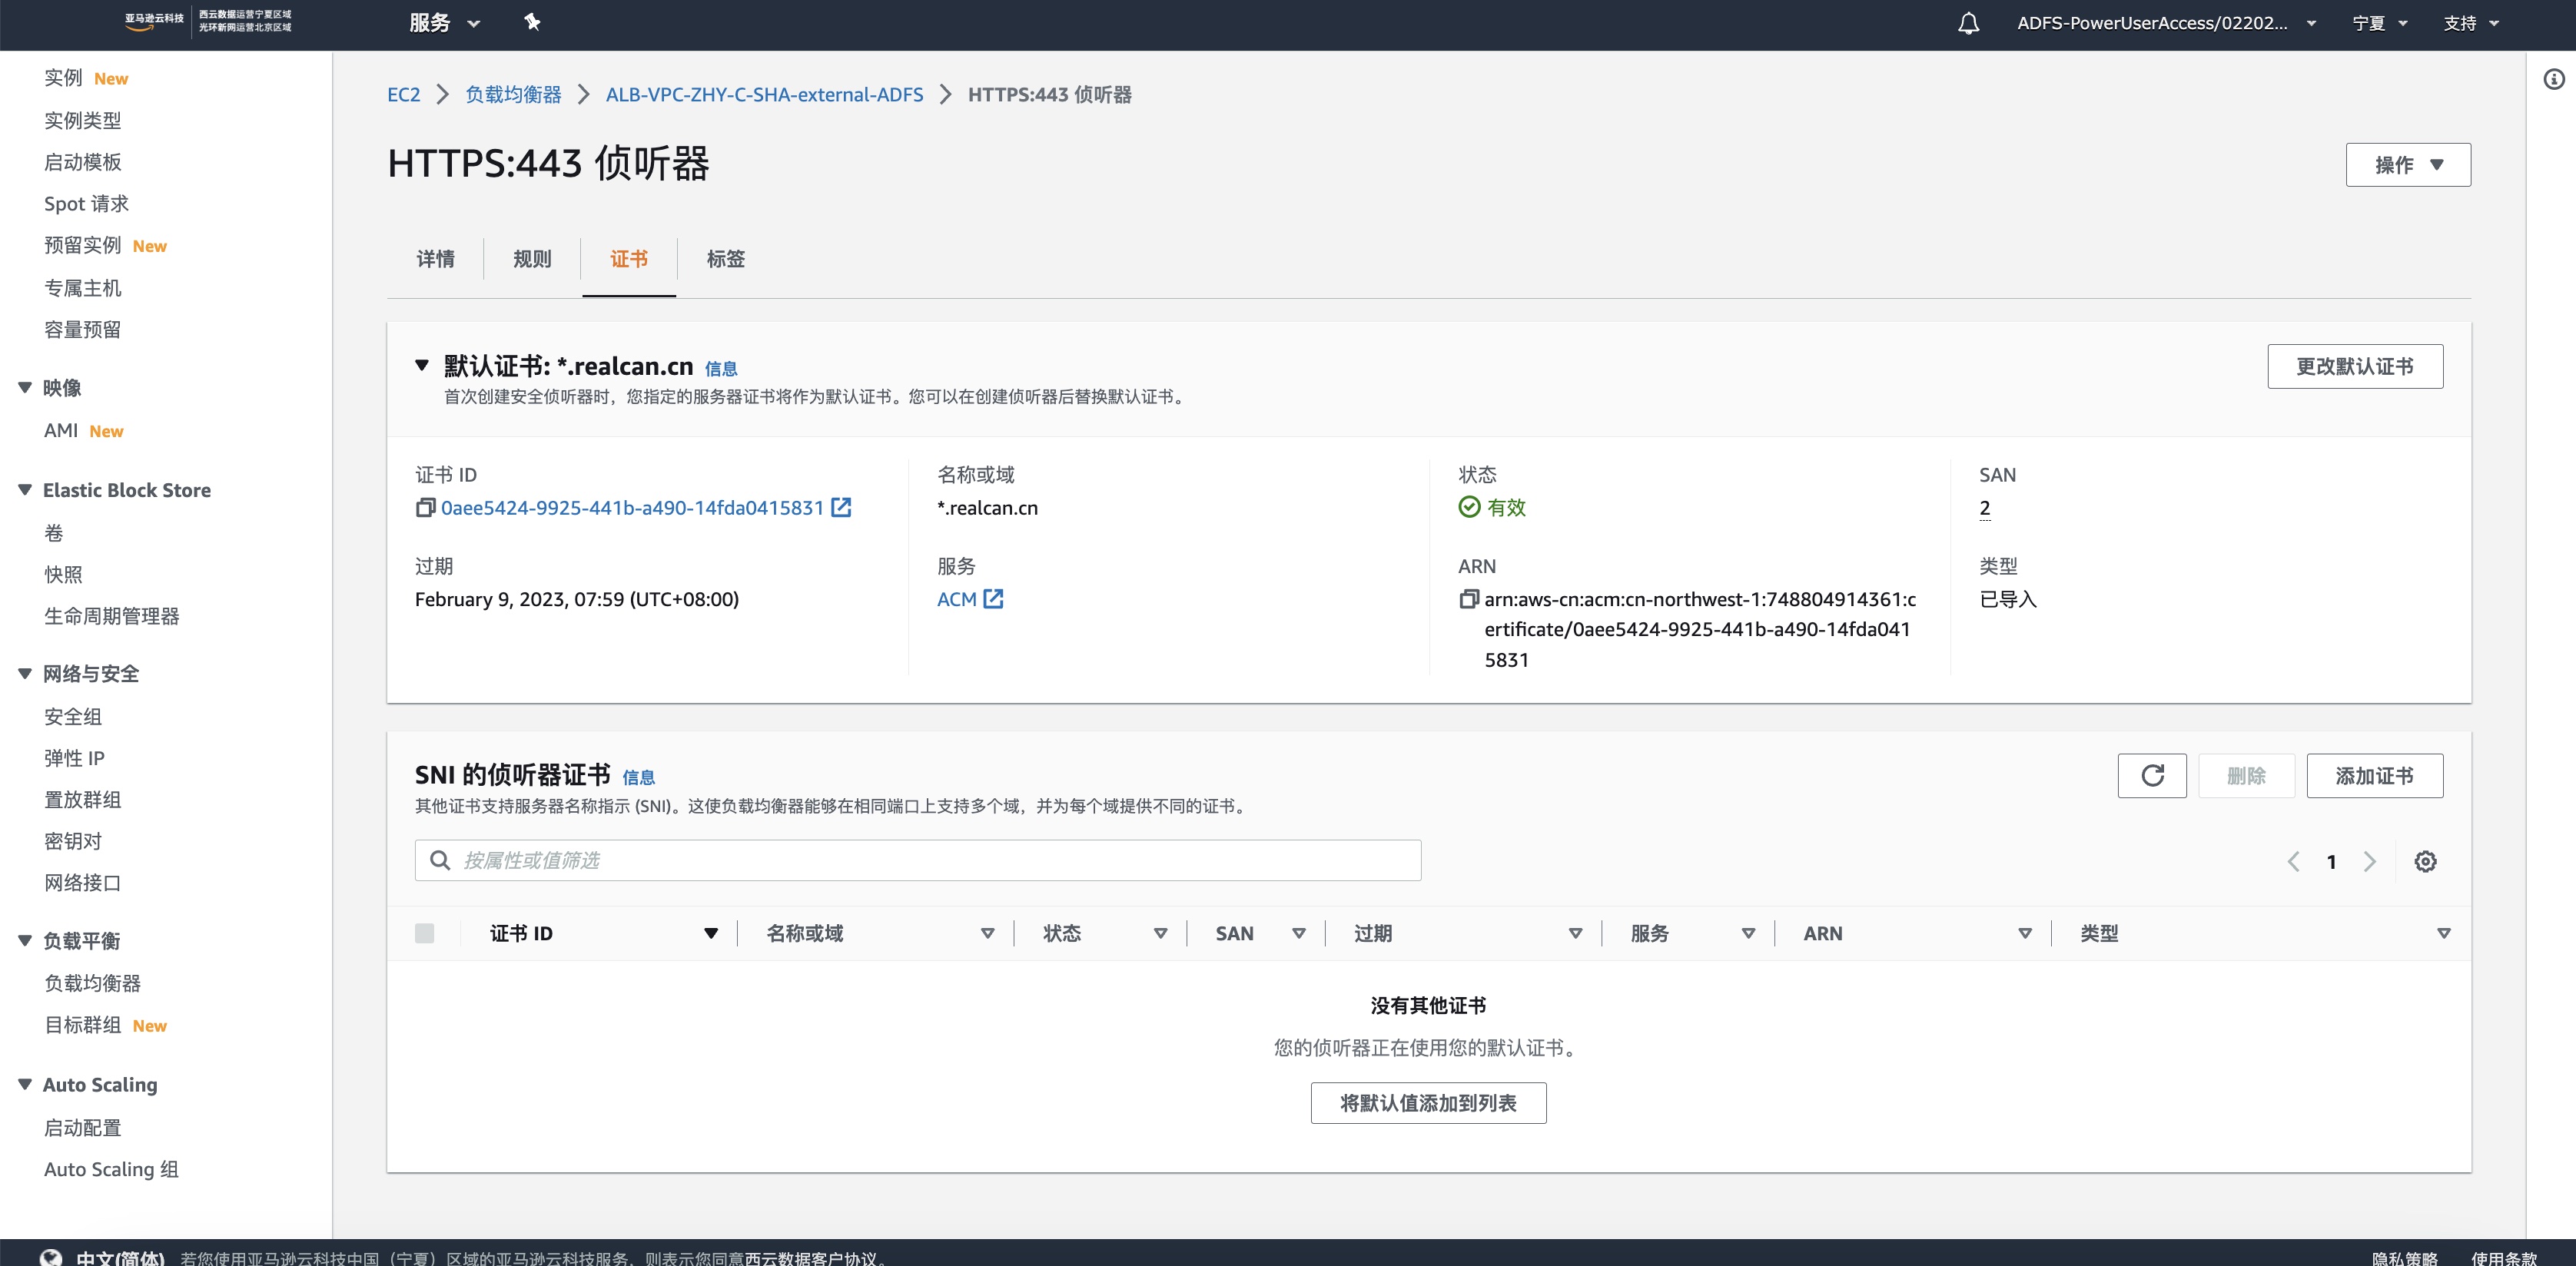 亚马逊云科技
西云数据运营宁夏区域
光环新网运营北京区域
服务
ADFS-PowerUserAccess/02202...
宁夏
支持
实例 New
实例类型
启动模板
Spot 请求
预留实例 New
专属主机
容量预留
映像
AMI New
Elastic Block Store
卷
快照
生命周期管理器
网络与安全
安全组
弹性 IP
置放群组
密钥对
网络接口
负载平衡
负载均衡器
目标群组 New
Auto Scaling
启动配置
Auto Scaling 组
EC2 > 负载均衡器 > ALB-VPC-ZHY-C-SHA-external-ADFS > HTTPS:443 侦听器
HTTPS:443 侦听器
操作
详情 规则 证书 标签
默认证书: *.realcan.cn 信息
首次创建安全侦听器时，您指定的服务器证书将作为默认证书。您可以在创建侦听器后替换默认证书。
更改默认证书
证书 ID
0aee5424-9925-441b-a490-14fda0415831
过期
February 9, 2023, 07:59 (UTC+08:00)
名称或域
*.realcan.cn
服务
ACM
状态
有效
ARN
arn:aws-cn:acm:cn-northwest-1:748804914361:c
ertificate/0aee5424-9925-441b-a490-14fda041
5831
SAN
2
类型
已导入
SNI 的侦听器证书 信息
其他证书支持服务器名称指示 (SNI)。这使负载均衡器能够在相同端口上支持多个域，并为每个域提供不同的证书。
删除
添加证书
按属性或值筛选
1
证书 ID 名称或域 状态 SAN 过期 服务 ARN 类型
没有其他证书
您的侦听器正在使用您的默认证书。
将默认值添加到列表
中文(简体) 若您使用亚马逊云科技中国（宁夏）区域的亚马逊云科技服务，则表示您同意西云数据客户协议。
隐私策略 使用条款